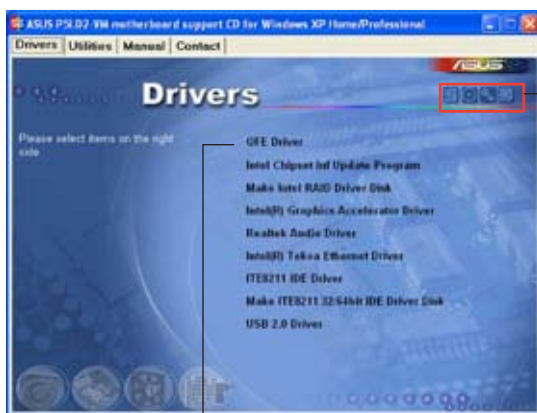 ASUS P5LD2-VM motherboard support CD for Windows XP Home/Professional
Drivers Utilities Manual Contact
ASUS
Drivers
Please select items on the right side
GFE Driver
Intel Chipset Inf Update Program
Make Intel RAID Driver Disk
Intel(R) Graphics Accelerator Driver
Realtek Audio Driver
Intel(R) Tekoa Ethernet Driver
ITE8211 IDE Driver
Make ITE8211 32/64bit IDE Driver Disk
USB 2.0 Driver